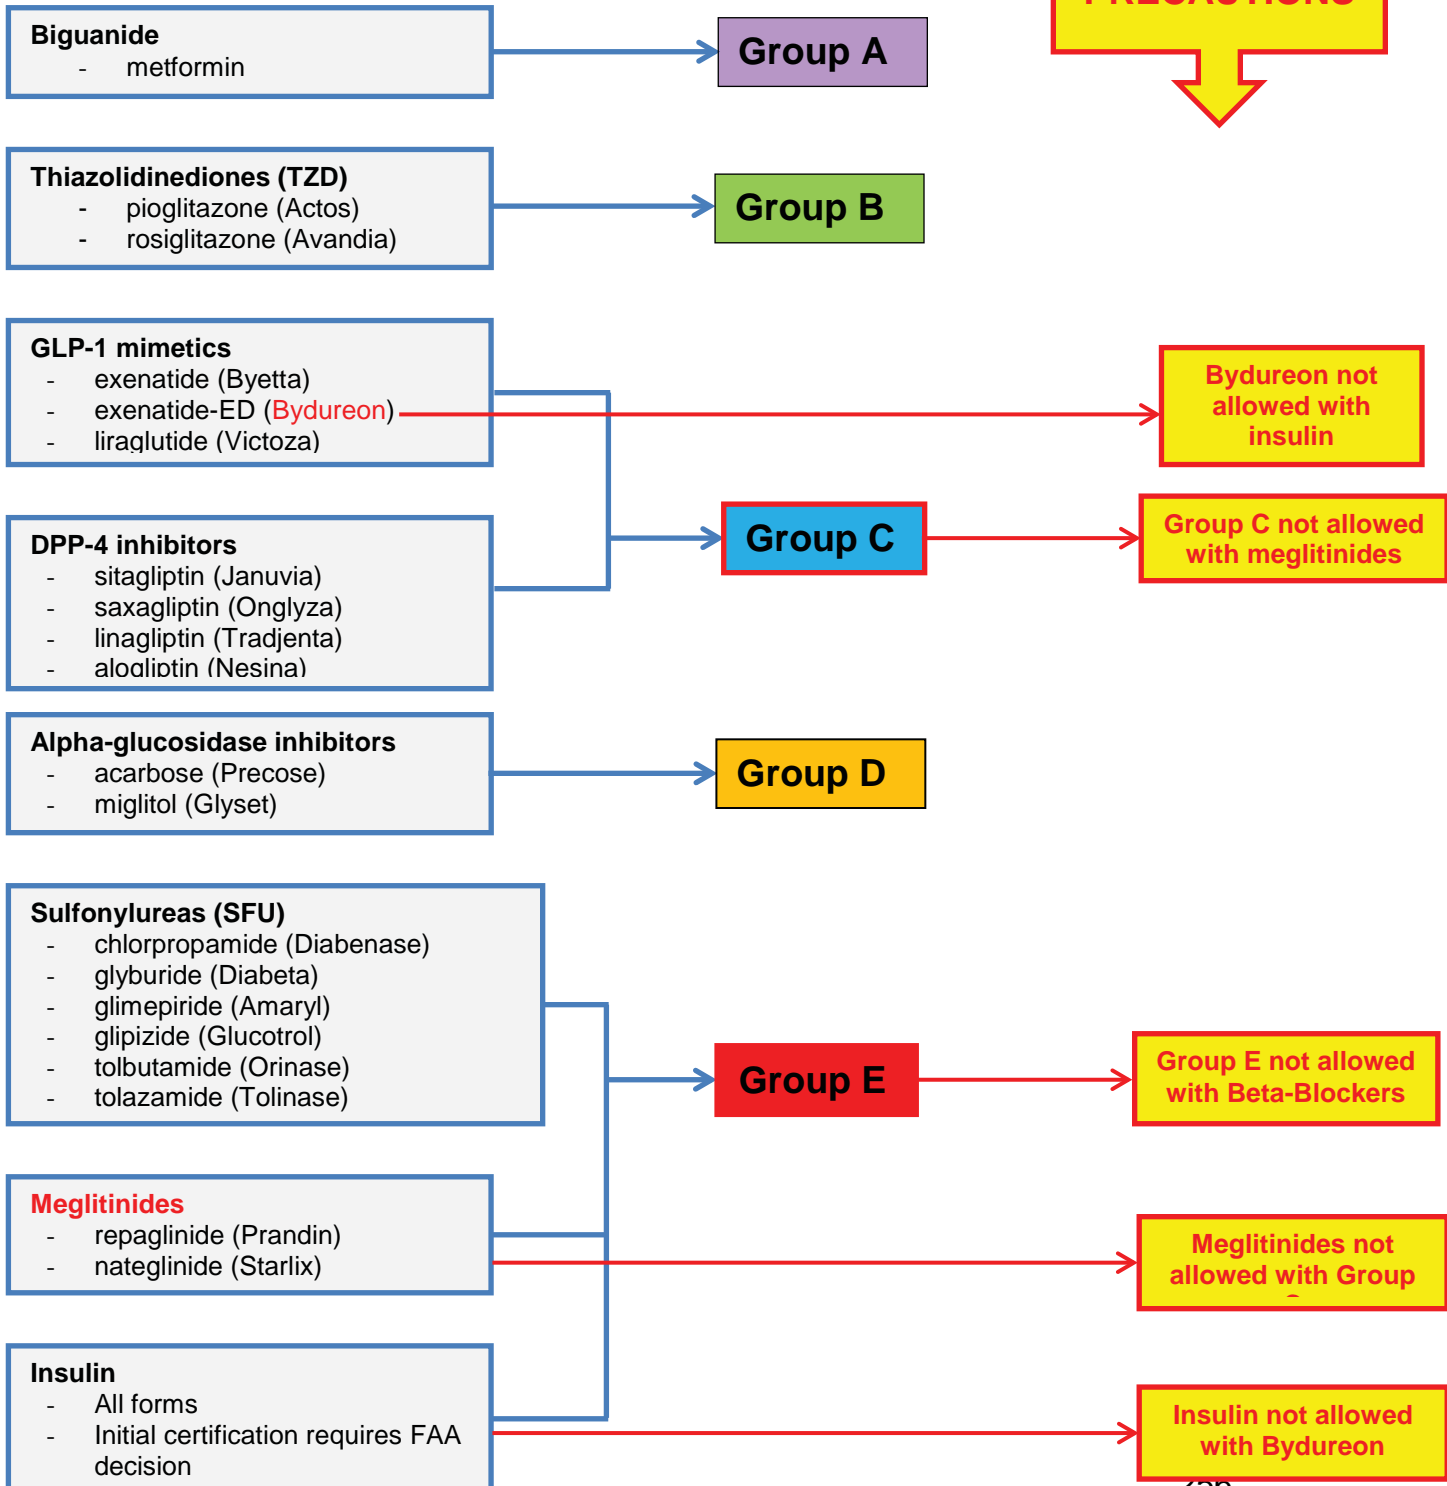 PRECAUTIONS
Biguanide
- metformin
Group A
Thiazolidinediones (TZD)
- pioglitazone (Actos)
- rosiglitazone (Avandia)
Group B
GLP-1 mimetics
- exenatide (Byetta)
- exenatide-ED (Bydureon)
- liraglutide (Victoza)
Bydureon not
allowed with
insulin
DPP-4 inhibitors
- sitagliptin (Januvia)
- saxagliptin (Onglyza)
- linagliptin (Tradjenta)
- alogliptin (Nesina)
Group C
Group C not allowed
with meglitinides
Alpha-glucosidase inhibitors
- acarbose (Precose)
- miglitol (Glyset)
Group D
Sulfonylureas (SFU)
- chlorpropamide (Diabenase)
- glyburide (Diabeta)
- glimepiride (Amaryl)
- glipizide (Glucotrol)
- tolbutamide (Orinase)
- tolazamide (Tolinase)
Group E
Group E not allowed
with Beta-Blockers
Meglitinides
- repaglinide (Prandin)
- nateglinide (Starlix)
Meglitinides not
allowed with Group
Insulin
- All forms
- Initial certification requires FAA
decision
Insulin not allowed
with Bydureon